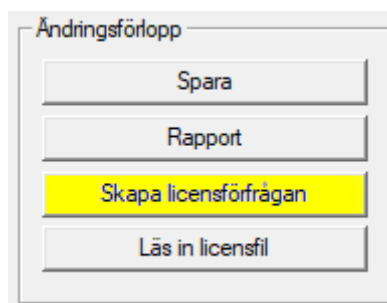 Ändringsförlopp
Spara
Rapport
Skapa licensförfrågan
Läs in licensfil